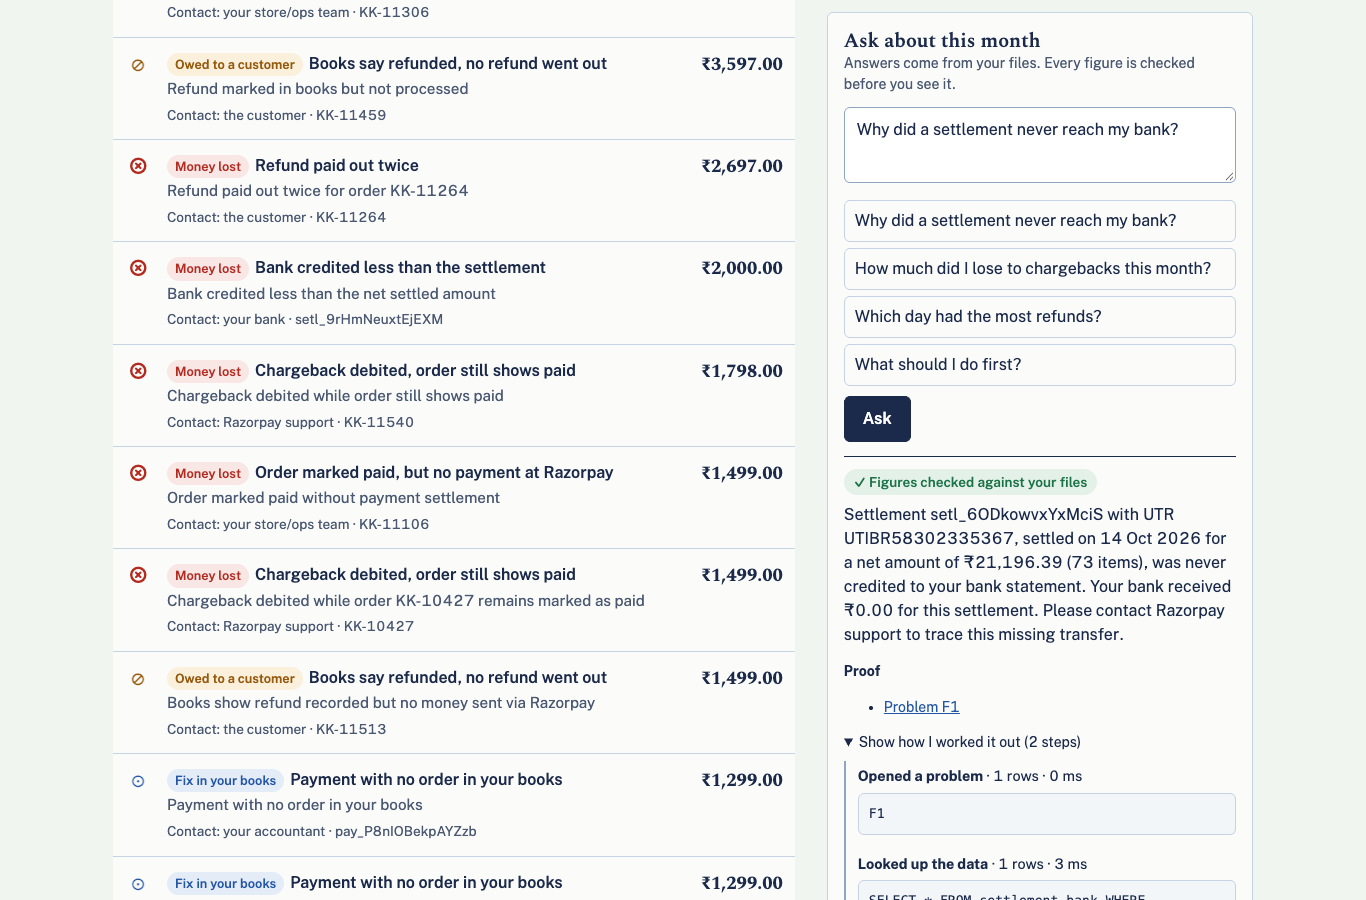 Contact: your store/ops team · KK-11306
Owed to a customer Books say refunded, no refund went out ₹3,597.00
Refund marked in books but not processed
Contact: the customer · KK-11459
Money lost Refund paid out twice ₹2,697.00
Refund paid out twice for order KK-11264
Contact: the customer · KK-11264
Money lost Bank credited less than the settlement ₹2,000.00
Bank credited less than the net settled amount
Contact: your bank · setl_9rHmNeuxtEjEXM
Money lost Chargeback debited, order still shows paid ₹1,798.00
Chargeback debited while order still shows paid
Contact: Razorpay support · KK-11540
Money lost Order marked paid, but no payment at Razorpay ₹1,499.00
Order marked paid without payment settlement
Contact: your store/ops team · KK-11106
Money lost Chargeback debited, order still shows paid ₹1,499.00
Chargeback debited while order KK-10427 remains marked as paid
Contact: Razorpay support · KK-10427
Owed to a customer Books say refunded, no refund went out ₹1,499.00
Books show refund recorded but no money sent via Razorpay
Contact: the customer · KK-11513
Fix in your books Payment with no order in your books ₹1,299.00
Payment with no order in your books
Contact: your accountant · pay_P8nIOBekpAYZzb
Fix in your books Payment with no order in your books ₹1,299.00
Ask about this month
Answers come from your files. Every figure is checked
before you see it.
Why did a settlement never reach my bank?
Why did a settlement never reach my bank?
How much did I lose to chargebacks this month?
Which day had the most refunds?
What should I do first?
Ask
✓ Figures checked against your files
Settlement setl_6ODkowvxYxMciS with UTR
UTIBR58302335367, settled on 14 Oct 2026 for
a net amount of ₹21,196.39 (73 items), was never
credited to your bank statement. Your bank received
₹0.00 for this settlement. Please contact Razorpay
support to trace this missing transfer.
Proof
• Problem F1
▼ Show how I worked it out (2 steps)
Opened a problem · 1 rows · 0 ms
F1
Looked up the data · 1 rows · 3 ms
SELECT * FROM settlement_bank WHERE